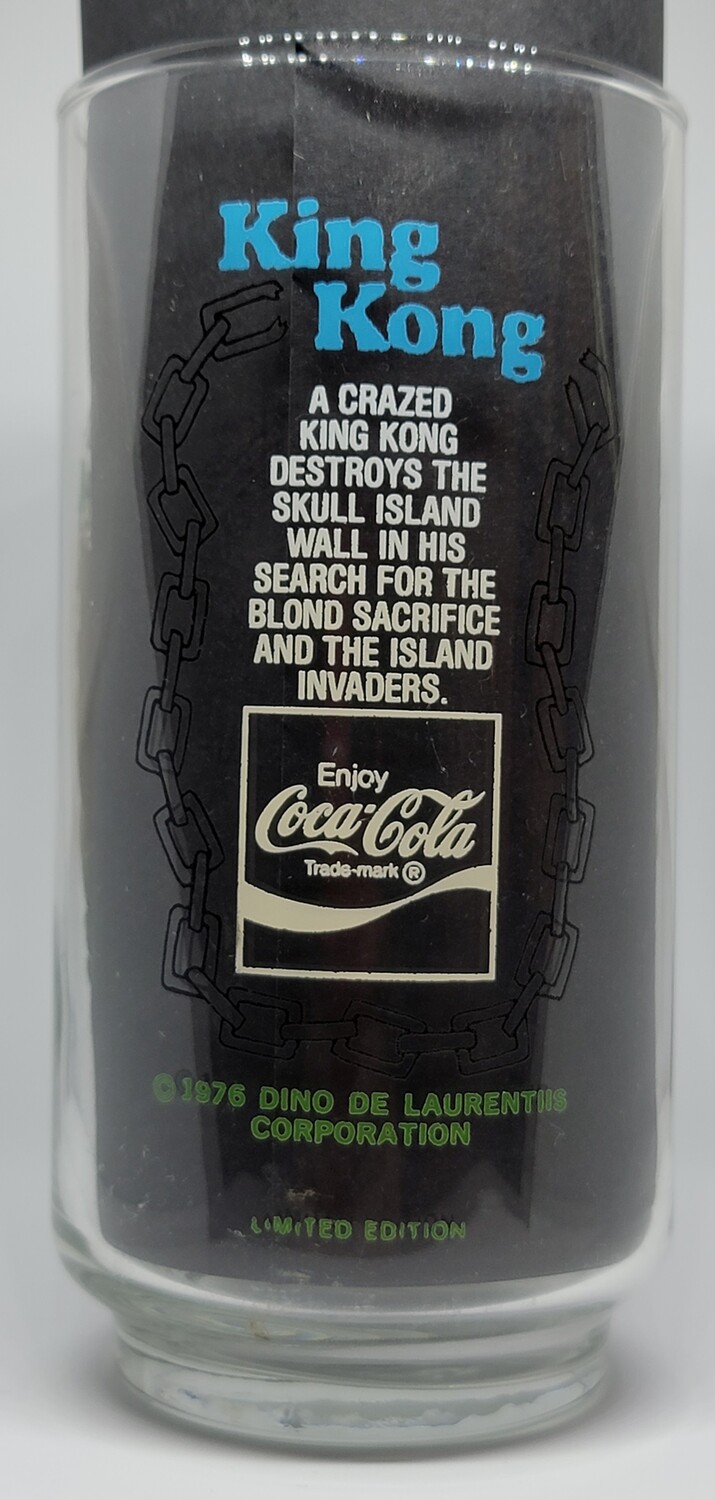 King
Kong
A CRAZED
KING KONG
DESTROYS THE
SKULL ISLAND
WALL IN HIS
SEARCH FOR THE
BLOND SACRIFICE
AND THE ISLAND
INVADERS.
Enjoy
Coca-Cola
Trade-mark ®
© 1976 DINO DE LAURENTIIS
CORPORATION
LIMITED EDITION